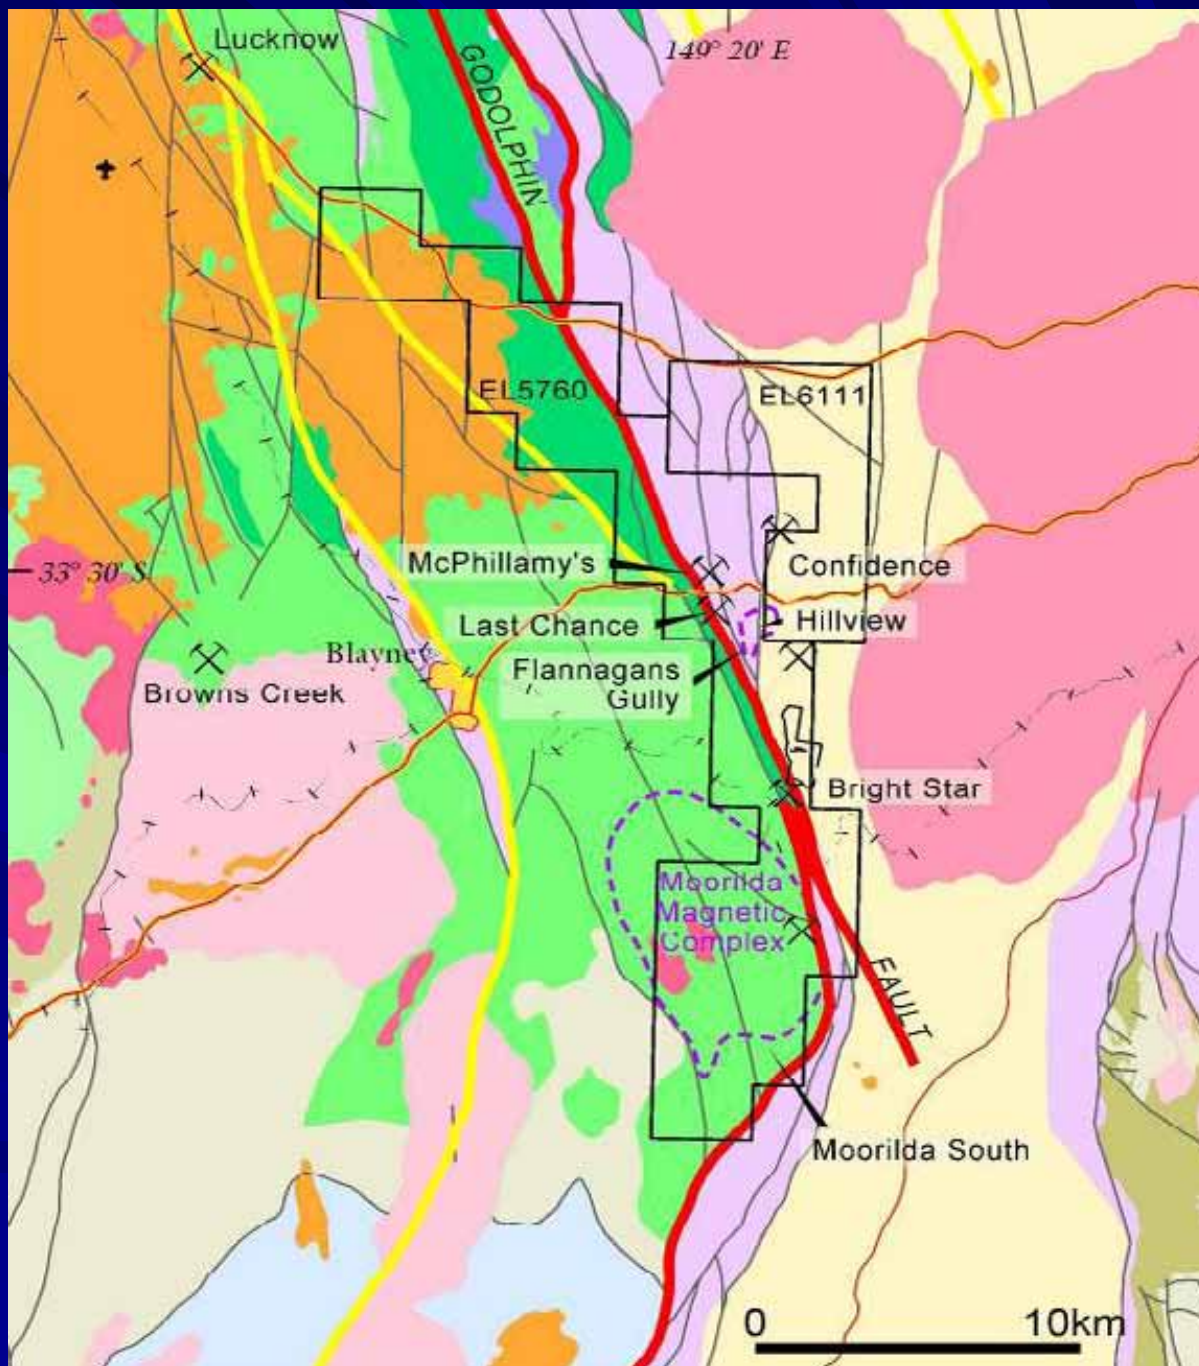 Lucknow
149° 20' E
GODOLPHIN
EL5760
EL6111
McPhillamy's
33° 30' S
Confidence
Last Chance
Hillview
Blayney
Flannagans
Gully
Browns Creek
Bright Star
Moorilda
Magnetic
Complex
FAULT
Moorilda South
0
10km